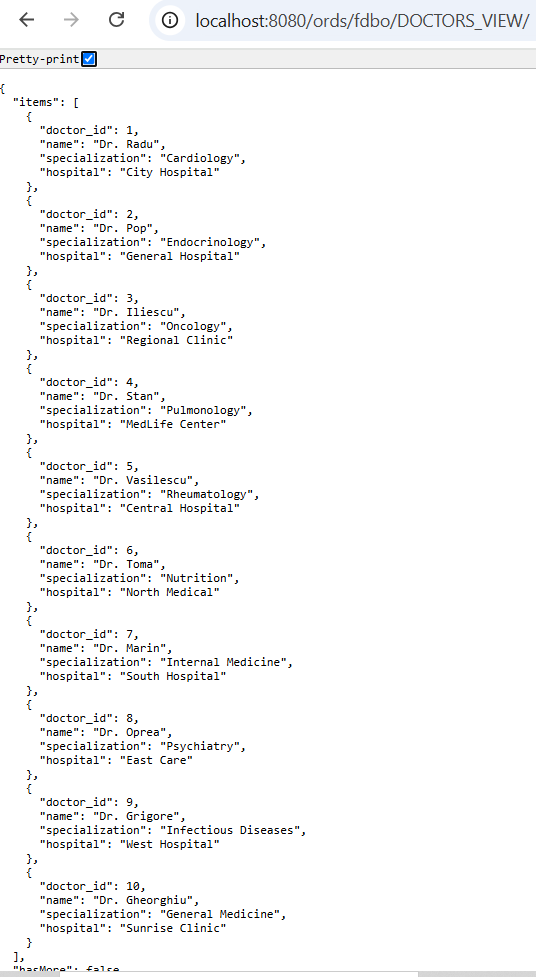 localhost:8080/ords/fdbo/DOCTORS_VIEW/
Pretty-print
{
  "items": [
    {
      "doctor_id": 1,
      "name": "Dr. Radu",
      "specialization": "Cardiology",
      "hospital": "City Hospital"
    },
    {
      "doctor_id": 2,
      "name": "Dr. Pop",
      "specialization": "Endocrinology",
      "hospital": "General Hospital"
    },
    {
      "doctor_id": 3,
      "name": "Dr. Iliescu",
      "specialization": "Oncology",
      "hospital": "Regional Clinic"
    },
    {
      "doctor_id": 4,
      "name": "Dr. Stan",
      "specialization": "Pulmonology",
      "hospital": "MedLife Center"
    },
    {
      "doctor_id": 5,
      "name": "Dr. Vasilescu",
      "specialization": "Rheumatology",
      "hospital": "Central Hospital"
    },
    {
      "doctor_id": 6,
      "name": "Dr. Toma",
      "specialization": "Nutrition",
      "hospital": "North Medical"
    },
    {
      "doctor_id": 7,
      "name": "Dr. Marin",
      "specialization": "Internal Medicine",
      "hospital": "South Hospital"
    },
    {
      "doctor_id": 8,
      "name": "Dr. Oprea",
      "specialization": "Psychiatry",
      "hospital": "East Care"
    },
    {
      "doctor_id": 9,
      "name": "Dr. Grigore",
      "specialization": "Infectious Diseases",
      "hospital": "West Hospital"
    },
    {
      "doctor_id": 10,
      "name": "Dr. Gheorghiu",
      "specialization": "General Medicine",
      "hospital": "Sunrise Clinic"
    }
  ],
  "hasMore": false